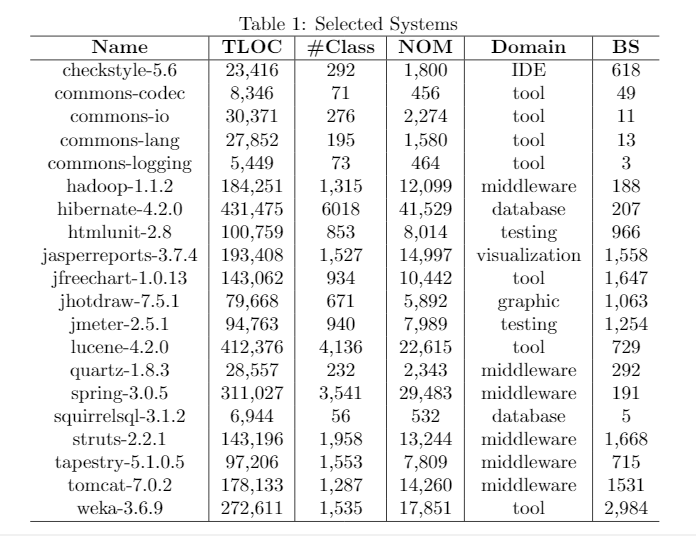 Table 1: Selected Systems
Name TLOC #Class NOM Domain BS
checkstyle-5.6 23,416 292 1,800 IDE 618
commons-codec 8,346 71 456 tool 49
commons-io 30,371 276 2,274 tool 11
commons-lang 27,852 195 1,580 tool 13
commons-logging 5,449 73 464 tool 3
hadoop-1.1.2 184,251 1,315 12,099 middleware 188
hibernate-4.2.0 431,475 6018 41,529 database 207
htmlunit-2.8 100,759 853 8,014 testing 966
jasperreports-3.7.4 193,408 1,527 14,997 visualization 1,558
jfreechart-1.0.13 143,062 934 10,442 tool 1,647
jhotdraw-7.5.1 79,668 671 5,892 graphic 1,063
jmeter-2.5.1 94,763 940 7,989 testing 1,254
lucene-4.2.0 412,376 4,136 22,615 tool 729
quartz-1.8.3 28,557 232 2,343 middleware 292
spring-3.0.5 311,027 3,541 29,483 middleware 191
squirrelsql-3.1.2 6,944 56 532 database 5
struts-2.2.1 143,196 1,958 13,244 middleware 1,668
tapestry-5.1.0.5 97,206 1,553 7,809 middleware 715
tomcat-7.0.2 178,133 1,287 14,260 middleware 1531
weka-3.6.9 272,611 1,535 17,851 tool 2,984